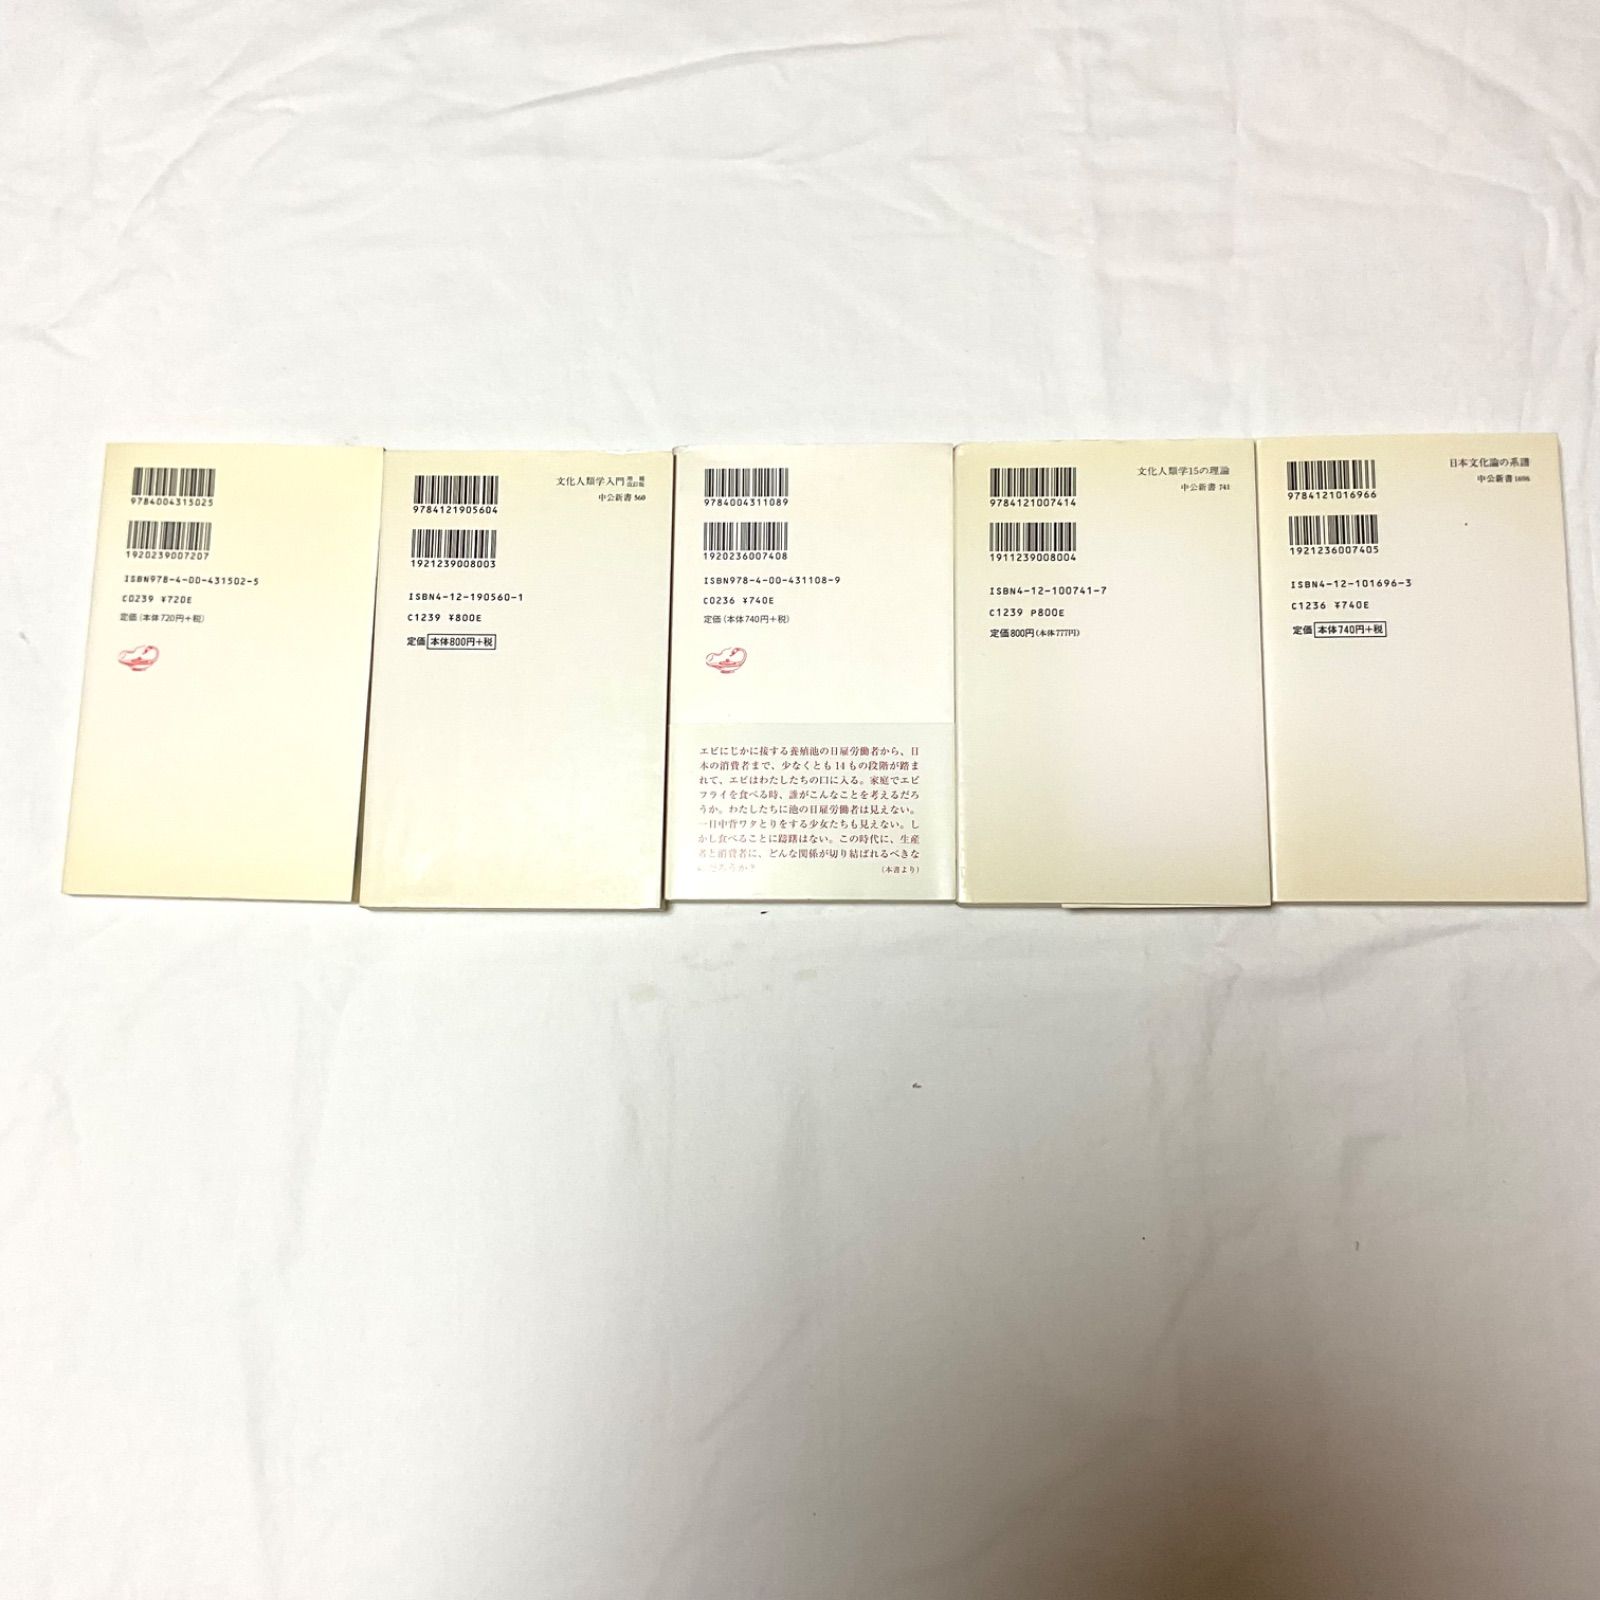 9784004315025
1920239007207
ISBN978-4-00-431502-5
C0239 ¥720E
定価(本体720円+税)
文化人類学入門 増補改訂版
中公新書 560
9784121905604
1921239008003
ISBN4-12-190560-1
C1239 ¥800E
定価 本体800円+税
9784004311089
1920236007408
ISBN978-4-00-431108-9
C0236 ¥740E
定価(本体740円+税)
エビにじかに接する養殖池の日雇労働者から、日
本の消費者まで、少なくとも14もの段階が踏ま
れて、エビはわたしたちの口に入る。家庭でエビ
フライを食べる時、誰がこんなことを考えるだろ
うか。わたしたちに池の日雇労働者は見えない。
一日中背ワタとりをする少女たちも見えない。し
かし食べることに躊躇はない。この時代に、生産
者と消費者に、どんな関係が切り結ばれるべきな
のだろうか?
(本書より)
文化人類学15の理論
中公新書 741
9784121007414
1911239008004
ISBN4-12-100741-7
C1239 P800E
定価800円(本体777円)
日本文化論の系譜
中公新書 1696
9784121016966
1921236007405
ISBN4-12-101696-3
C1236 ¥740E
定価 本体740円+税